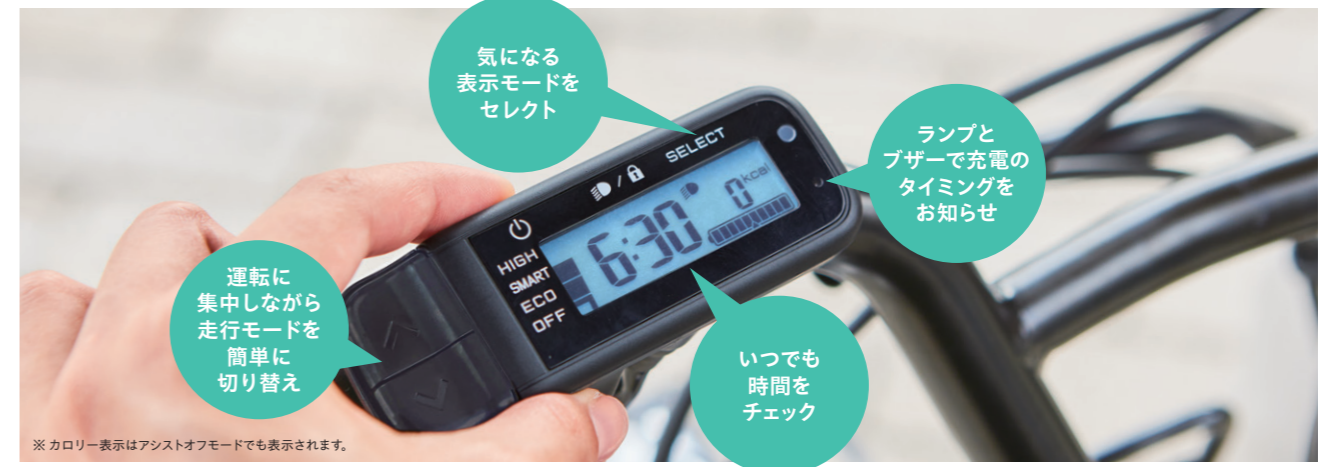 気になる
表示モードを
セレクト
ランプと
ブザーで充電の
タイミングを
お知らせ
SELECT
HIGH
SMART
ECO
OFF
6:30
0 kcal
運転に
集中しながら
走行モードを
簡単に
切り替え
いつでも
時間を
チェック
※ カロリー表示はアシストオフモードでも表示されます。